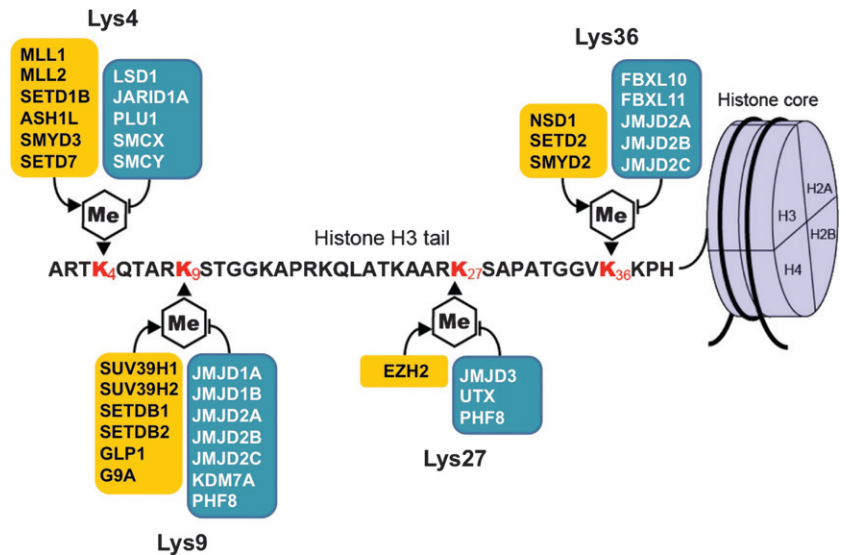 Lys4
MLL1
MLL2
SETD1B
ASH1L
SMYD3
SETD7
LSD1
JARID1A
PLU1
SMCX
SMCY
Me
Lys36
NSD1
SETD2
SMYD2
FBXL10
FBXL11
JMJD2A
JMJD2B
JMJD2C
Me
Histone core
H2A
H3
H2B
H4
Histone H3 tail
ARTK4QTARK9STGGKAPRKQLATKAARK27SAPATGGVK36KPH
Me
SUV39H1
SUV39H2
SETDB1
SETDB2
GLP1
G9A
JMJD1A
JMJD1B
JMJD2A
JMJD2B
JMJD2C
KDM7A
PHF8
Lys9
Me
EZH2
JMJD3
UTX
PHF8
Lys27